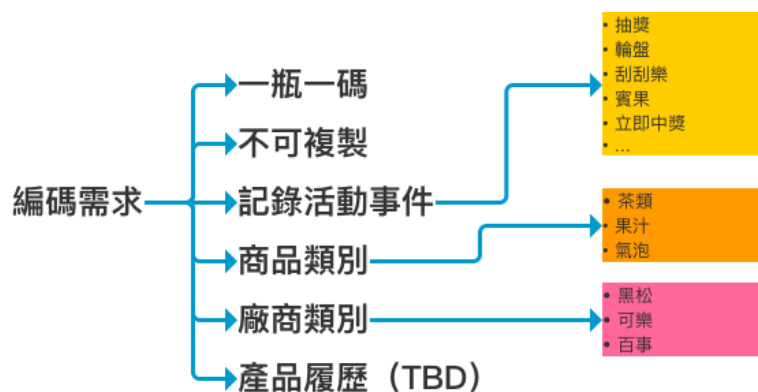 編碼需求
一瓶一碼
不可複製
記錄活動事件
商品類別
廠商類別
產品履歷（TBD）
• 抽獎
• 輪盤
• 刮刮樂
• 賓果
• 立即中獎
• ...
• 茶類
• 果汁
• 氣泡
• 黑松
• 可樂
• 百事